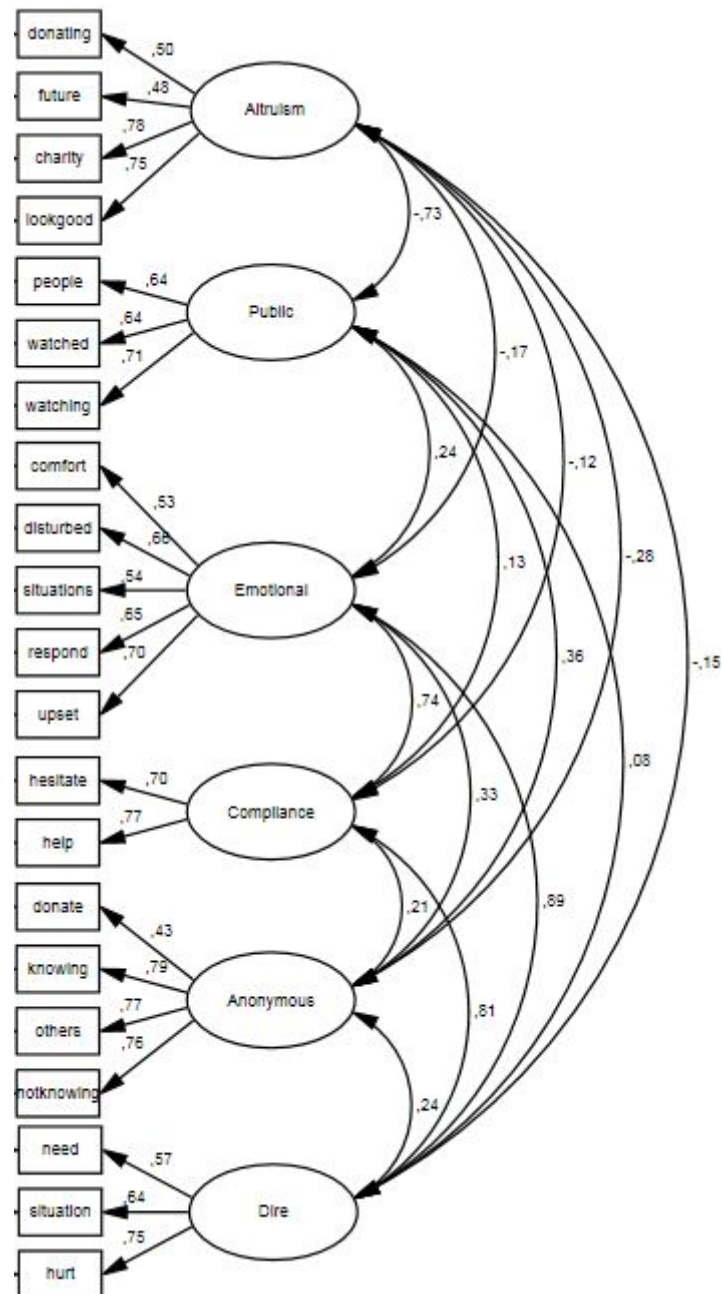 donating
,50
future
,48
Altruism
,78
charity
,75
lookgood
-,73
people
,64
Public
,64
watched
,71
watching
-,17
,24
-,12
comfort
,53
disturbed
,66
-,28
,13
situations
,54
Emotional
respond
,65
,36
-,15
,70
upset
,74
,08
hesitate
,70
,33
Compliance
,77
help
,89
donate
,43
,21
knowing
,79
Anonymous
,77
others
,81
,76
notknowing
,24
need
,57
situation
,64
Dire
,75
hurt